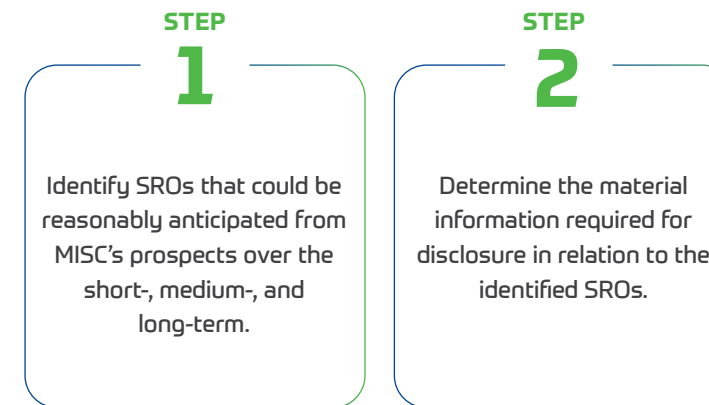 STEP
1
Identify SROs that could be
reasonably anticipated from
MISC's prospects over the
short-, medium-, and
long-term.
STEP
2
Determine the material
information required for
disclosure in relation to the
identified SROs.